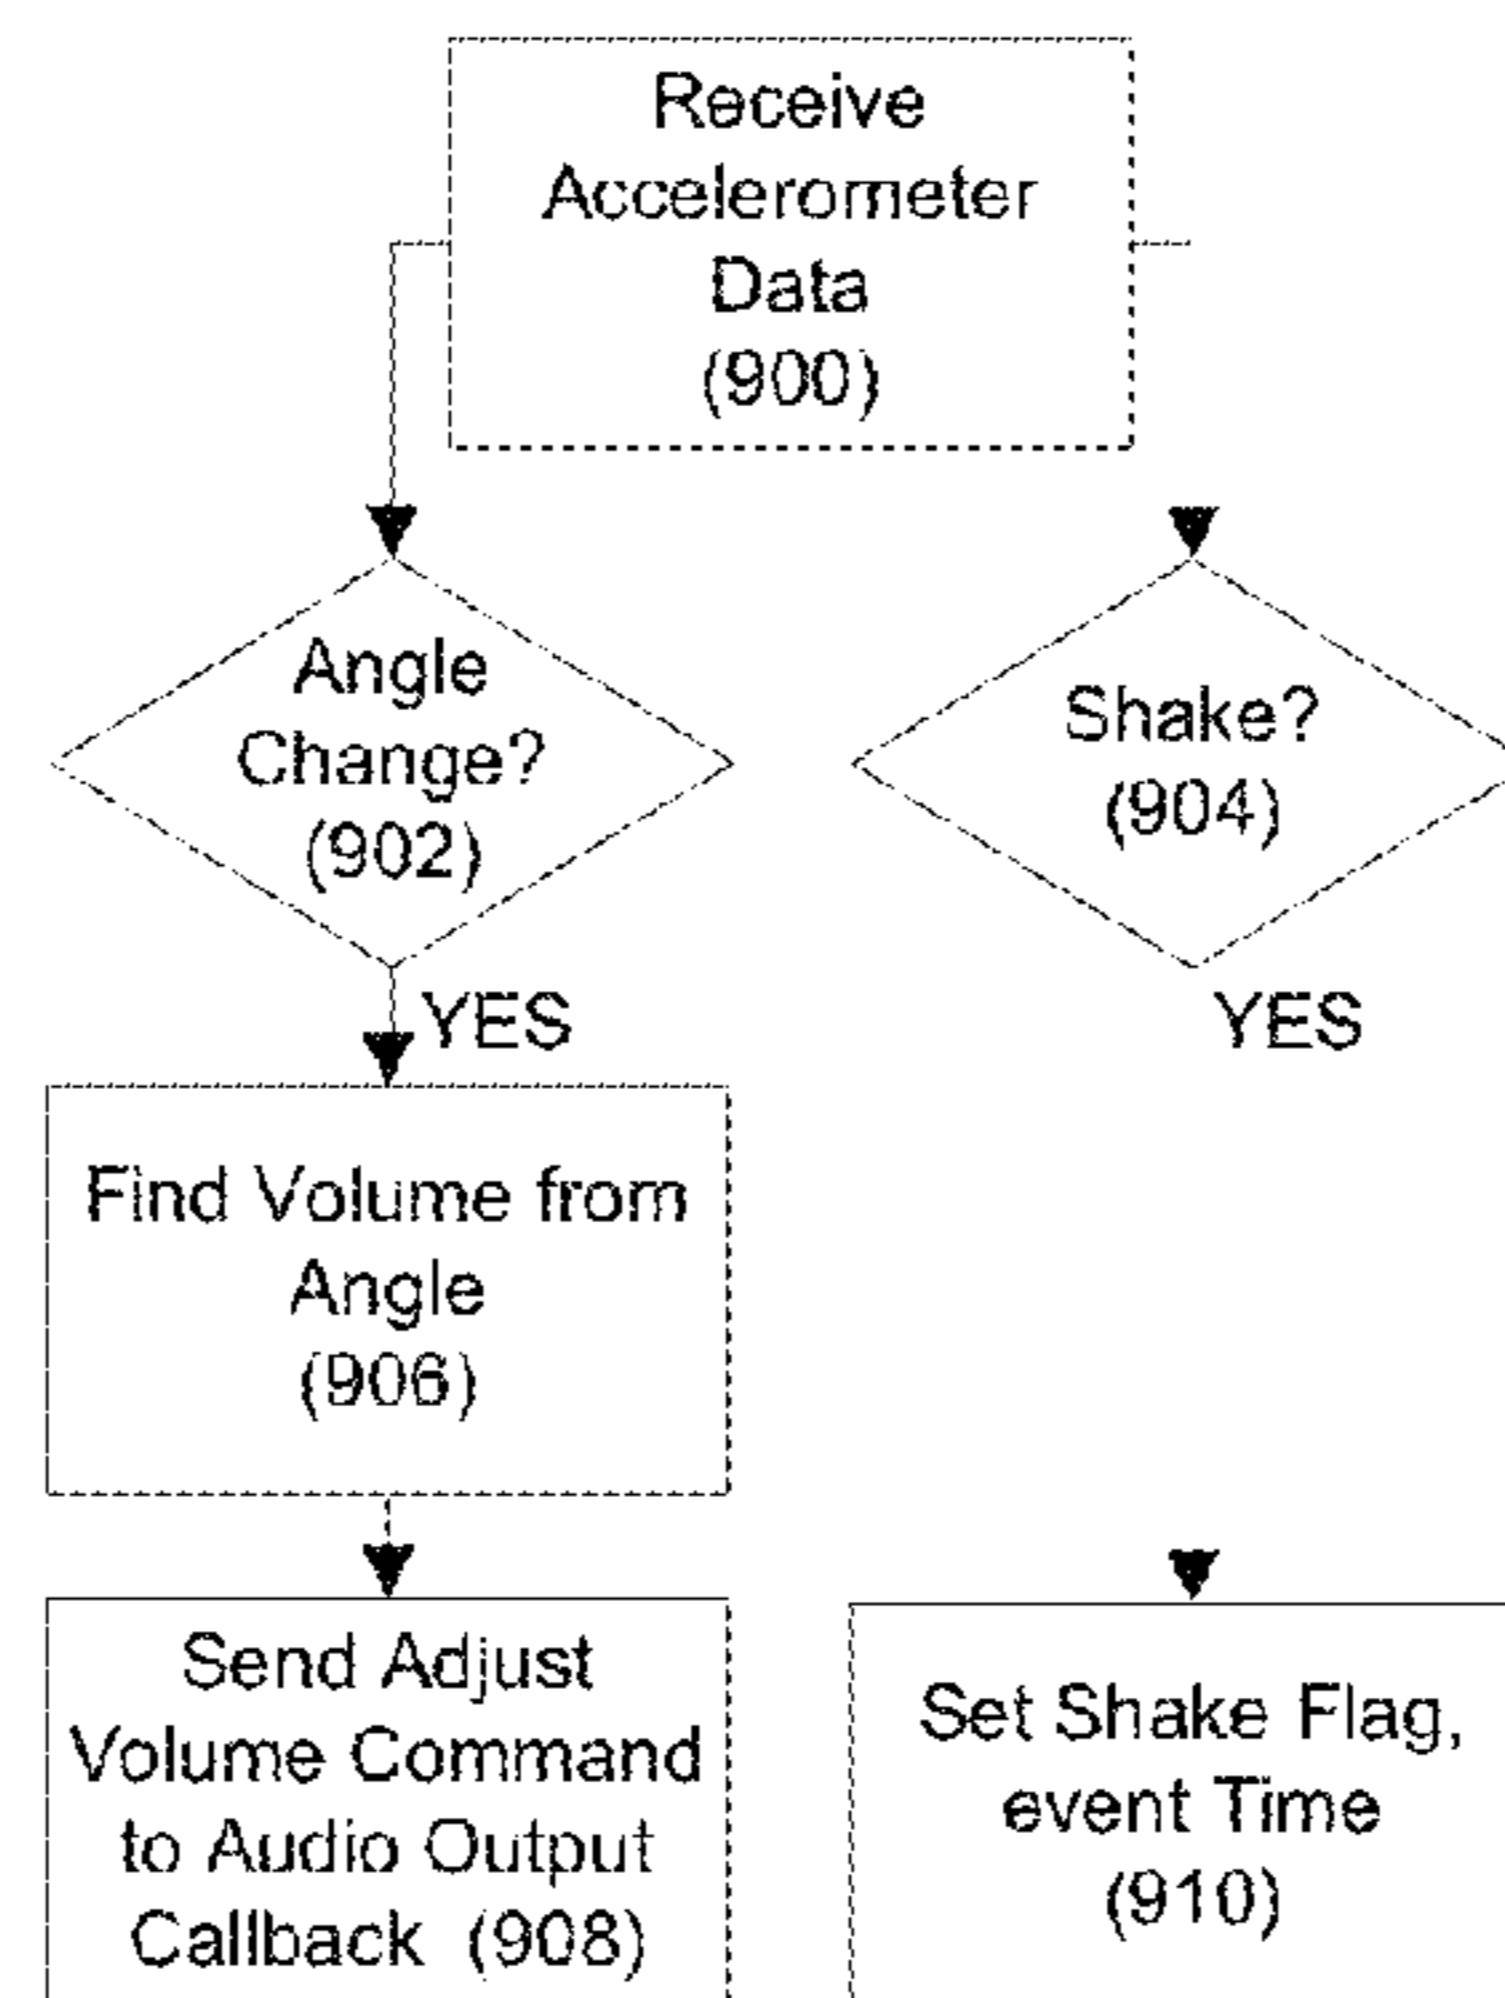 Receive
Accelerometer
Data
(900)
Angle
Change?
(902)
Shake?
(904)
YES
YES
Find Volume from
Angle
(906)
Send Adjust
Volume Command
to Audio Output
Callback (908)
Set Shake Flag,
event Time
(910)